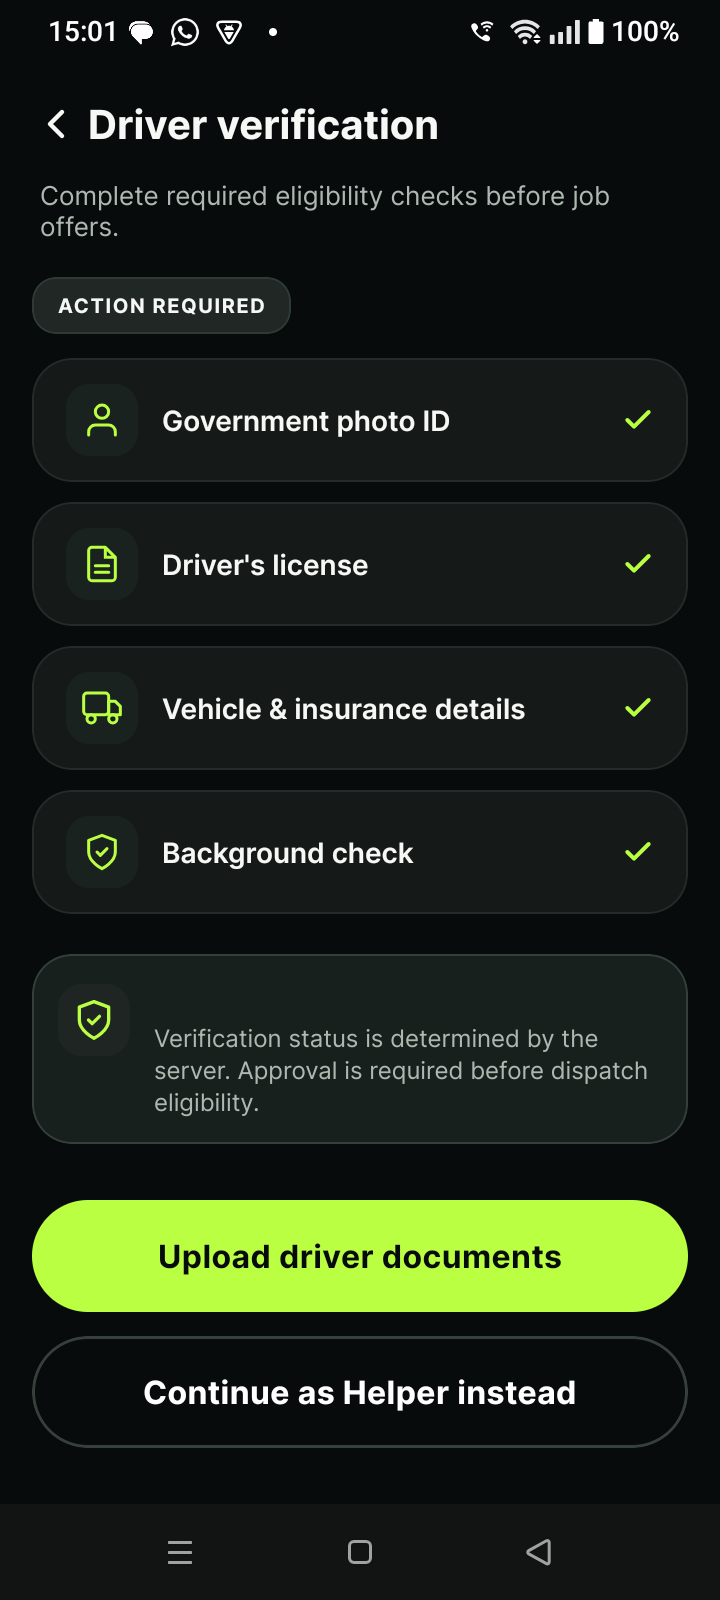 15:01
100%
Driver verification
Complete required eligibility checks before job
offers.
ACTION REQUIRED
Government photo ID
Driver's license
Vehicle & insurance details
Background check
Verification status is determined by the
server. Approval is required before dispatch
eligibility.
Upload driver documents
Continue as Helper instead